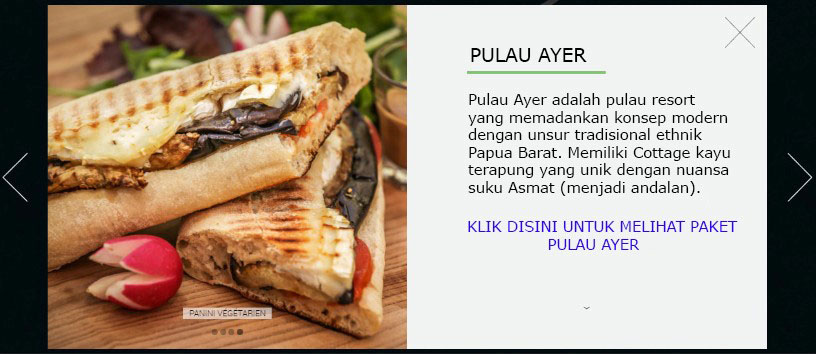 PULAU AYER
Pulau Ayer adalah pulau resort
yang memadankan konsep modern
dengan unsur tradisional ethnik
Papua Barat. Memiliki Cottage kayu
terapung yang unik dengan nuansa
suku Asmat (menjadi andalan).
KLIK DISINI UNTUK MELIHAT PAKET
PULAU AYER
PANINI VÉGÉTARIEN